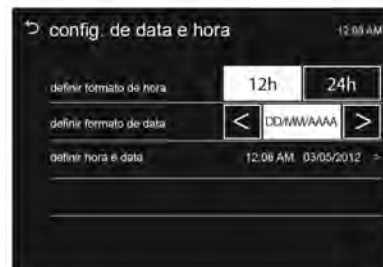 config. de data e hora 12:08 AM
definir formato de hora 12h 24h
definir formato de data < DD/MM/AAAA >
definir hora e data 12:08 AM 03/05/2012 >